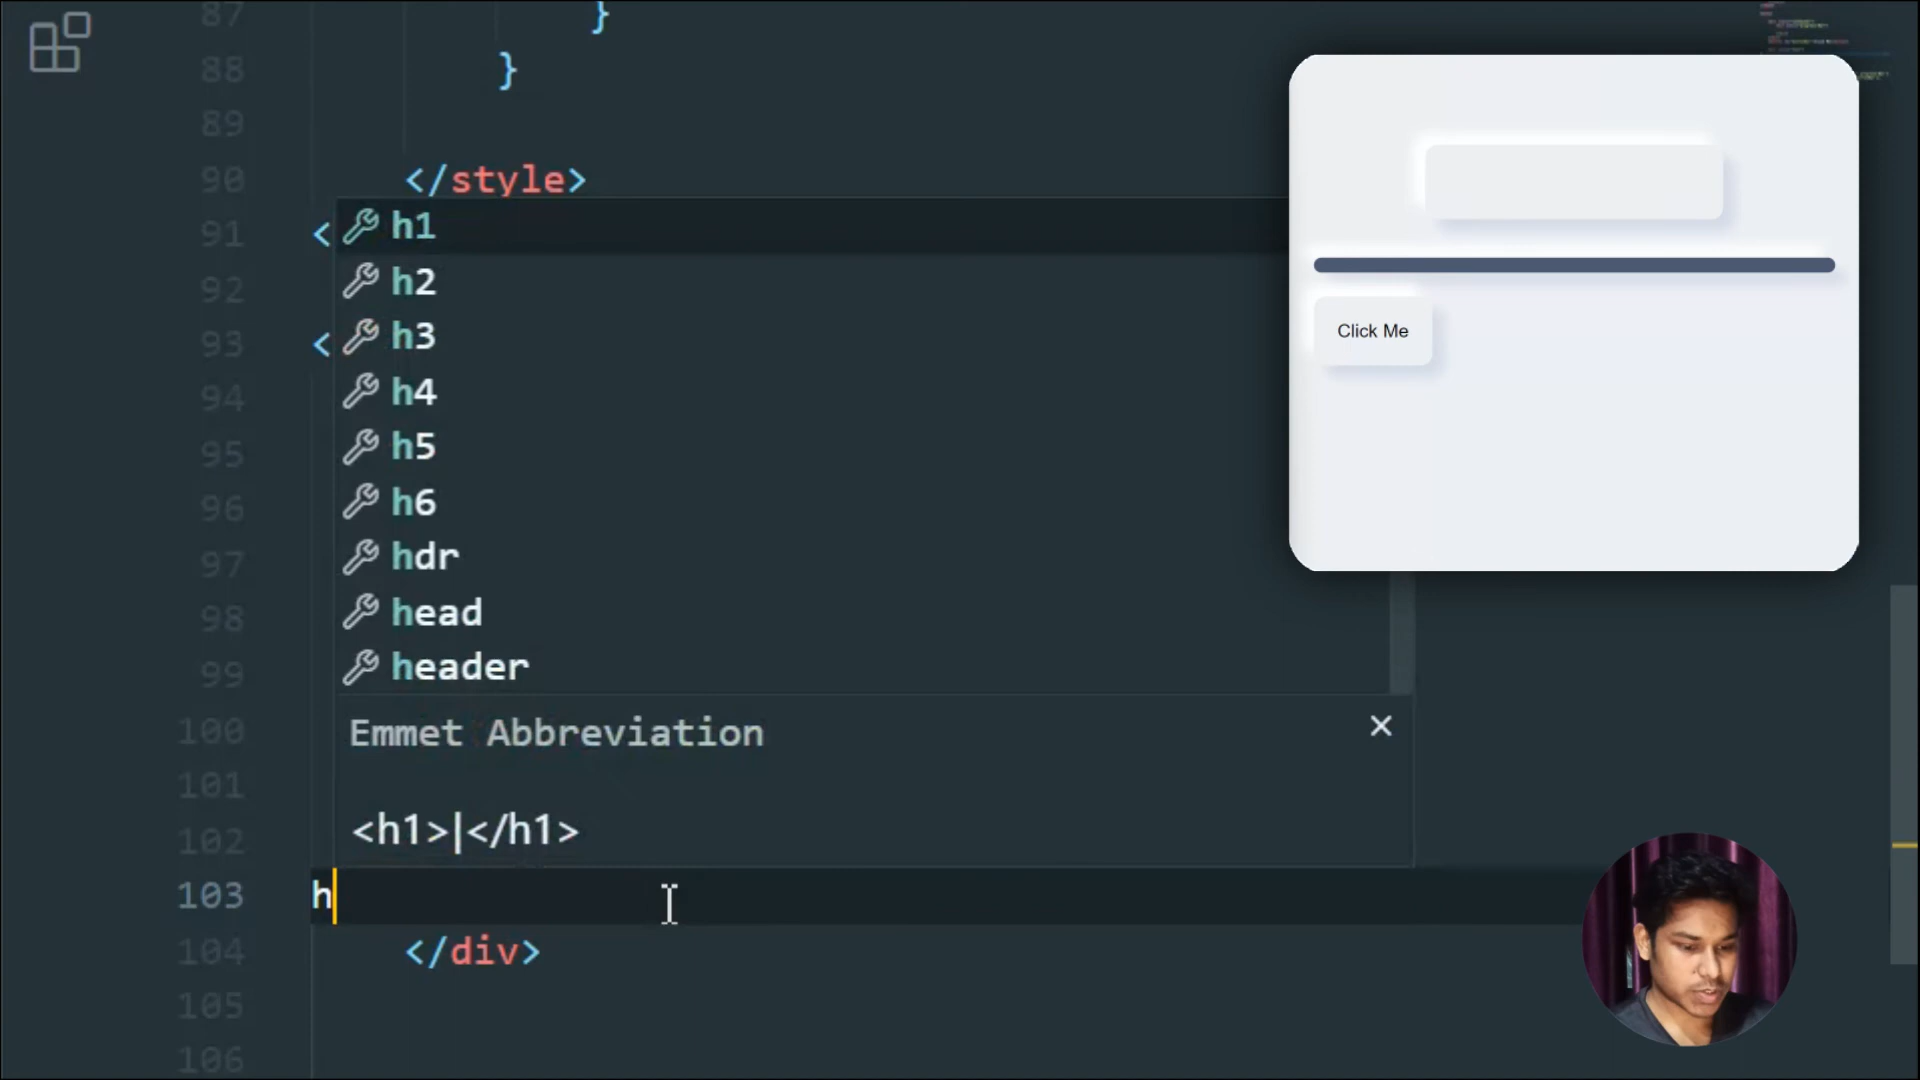 87 }
88 }
89
90 </style>
91 <
92
93 <
94
95
96
97
98
99
100
101
102
103 h
104 </div>
105
106
h1
h2
h3
h4
h5
h6
hdr
head
header
Emmet Abbreviation
<h1>|</h1>
Click Me